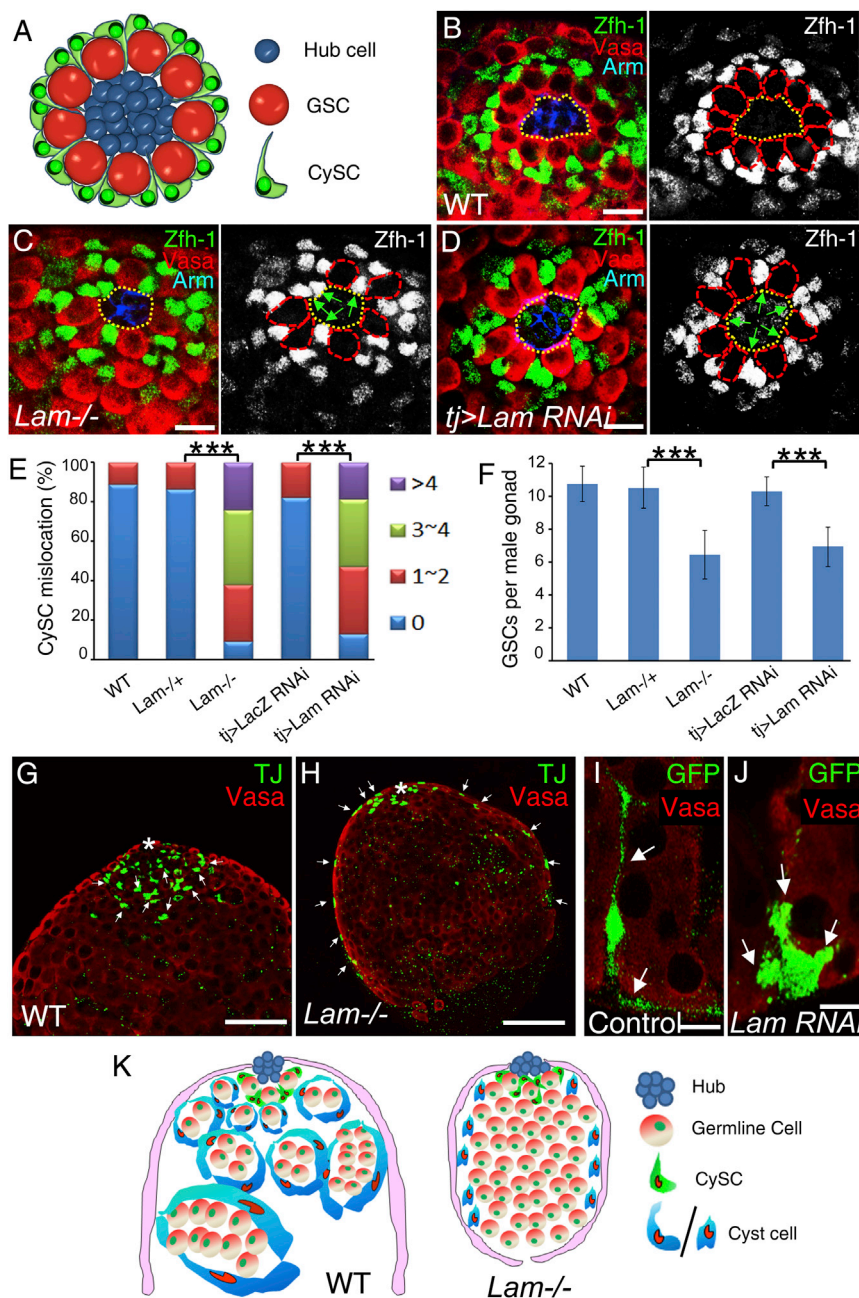 A
Hub cell
GSC
CySC
B
Zfh-1
Vasa
Arm
WT
Zfh-1
C
Zfh-1
Vasa
Arm
Lam-/-
Zfh-1
D
Zfh-1
Vasa
Arm
tj>Lam RNAi
Zfh-1
E
CySC mislocation (%)
100
80
60
40
20
0
***
***
>4
3~4
1~2
0
WT
Lam-/+
Lam-/-
tj>LacZ RNAi
tj>Lam RNAi
F
GSCs per male gonad
12
10
8
6
4
2
0
***
***
WT
Lam-/+
Lam-/-
tj>LacZ RNAi
tj>Lam RNAi
G
TJ
Vasa
*
WT
H
TJ
Vasa
*
Lam-/-
I
GFP
Vasa
Control
J
GFP
Vasa
Lam RNAi
K
WT
Lam-/-
Hub
Germline Cell
CySC
Cyst cell